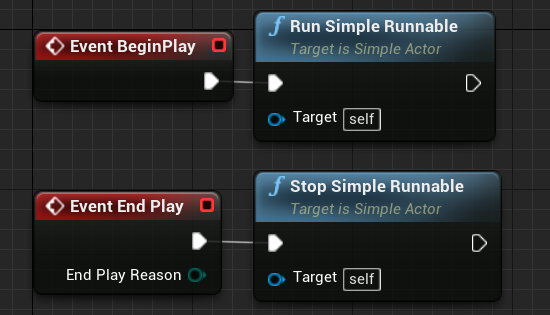 Event BeginPlay
f Run Simple Runnable
Target is Simple Actor
Target self
Event End Play
End Play Reason
f Stop Simple Runnable
Target is Simple Actor
Target self